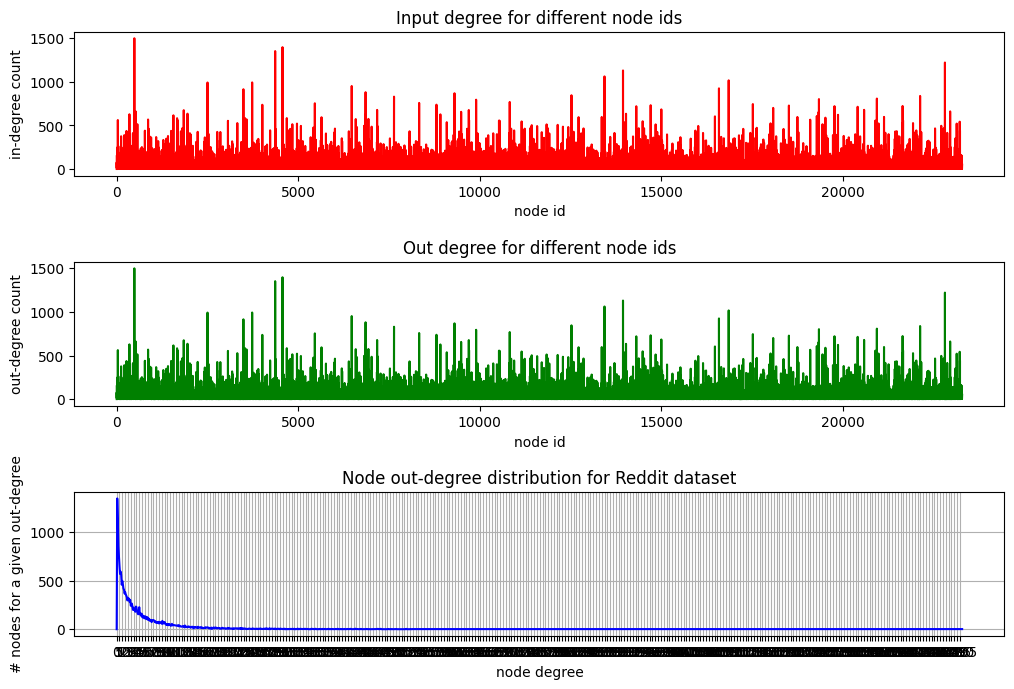 Input degree for different node ids
in-degree count
1500
1000
500
0
0 5000 10000 15000 20000
node id
Out degree for different node ids
out-degree count
1500
1000
500
0
0 5000 10000 15000 20000
node id
Node out-degree distribution for Reddit dataset
# nodes for a given out-degree
1000
500
0
node degree